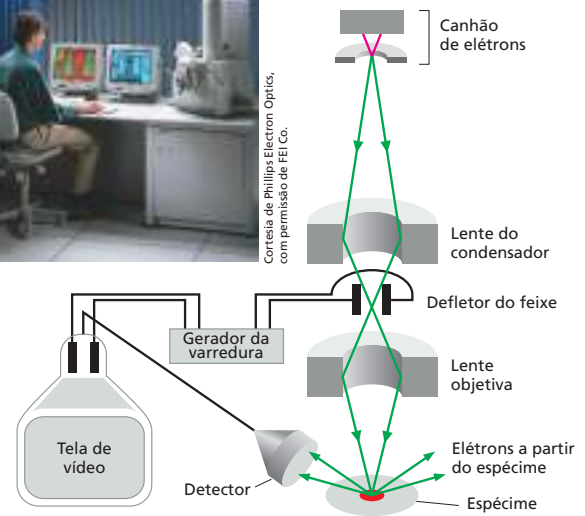 Canhão
de elétrons
Cortesia de Phillips Electron Optics,
com permissão de FEI Co.
Lente do
condensador
Defletor do feixe
Gerador da
varredura
Lente
objetiva
Tela de
vídeo
Detector
Elétrons a partir
do espécime
Espécime